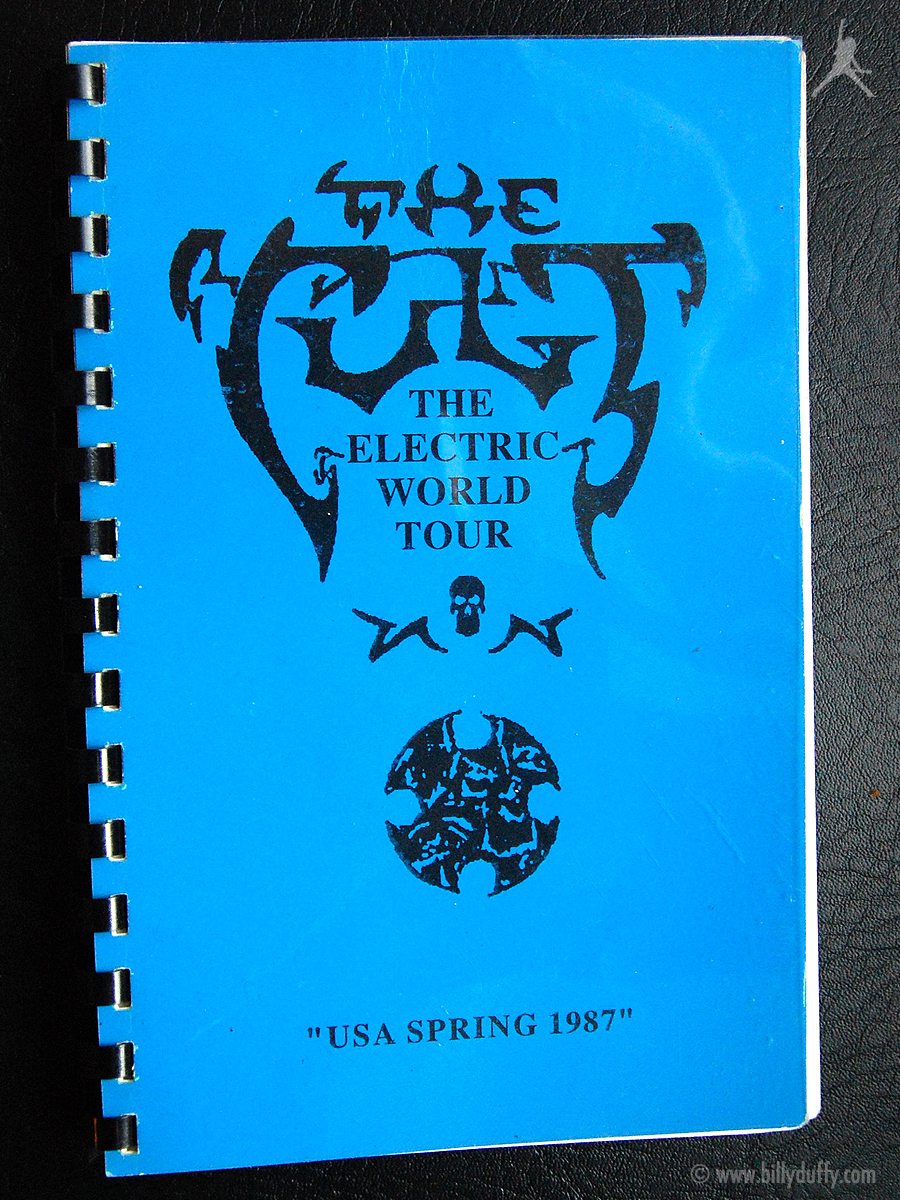 THE
CULT
THE
ELECTRIC
WORLD
TOUR
"USA SPRING 1987"
© www.billyduffy.com